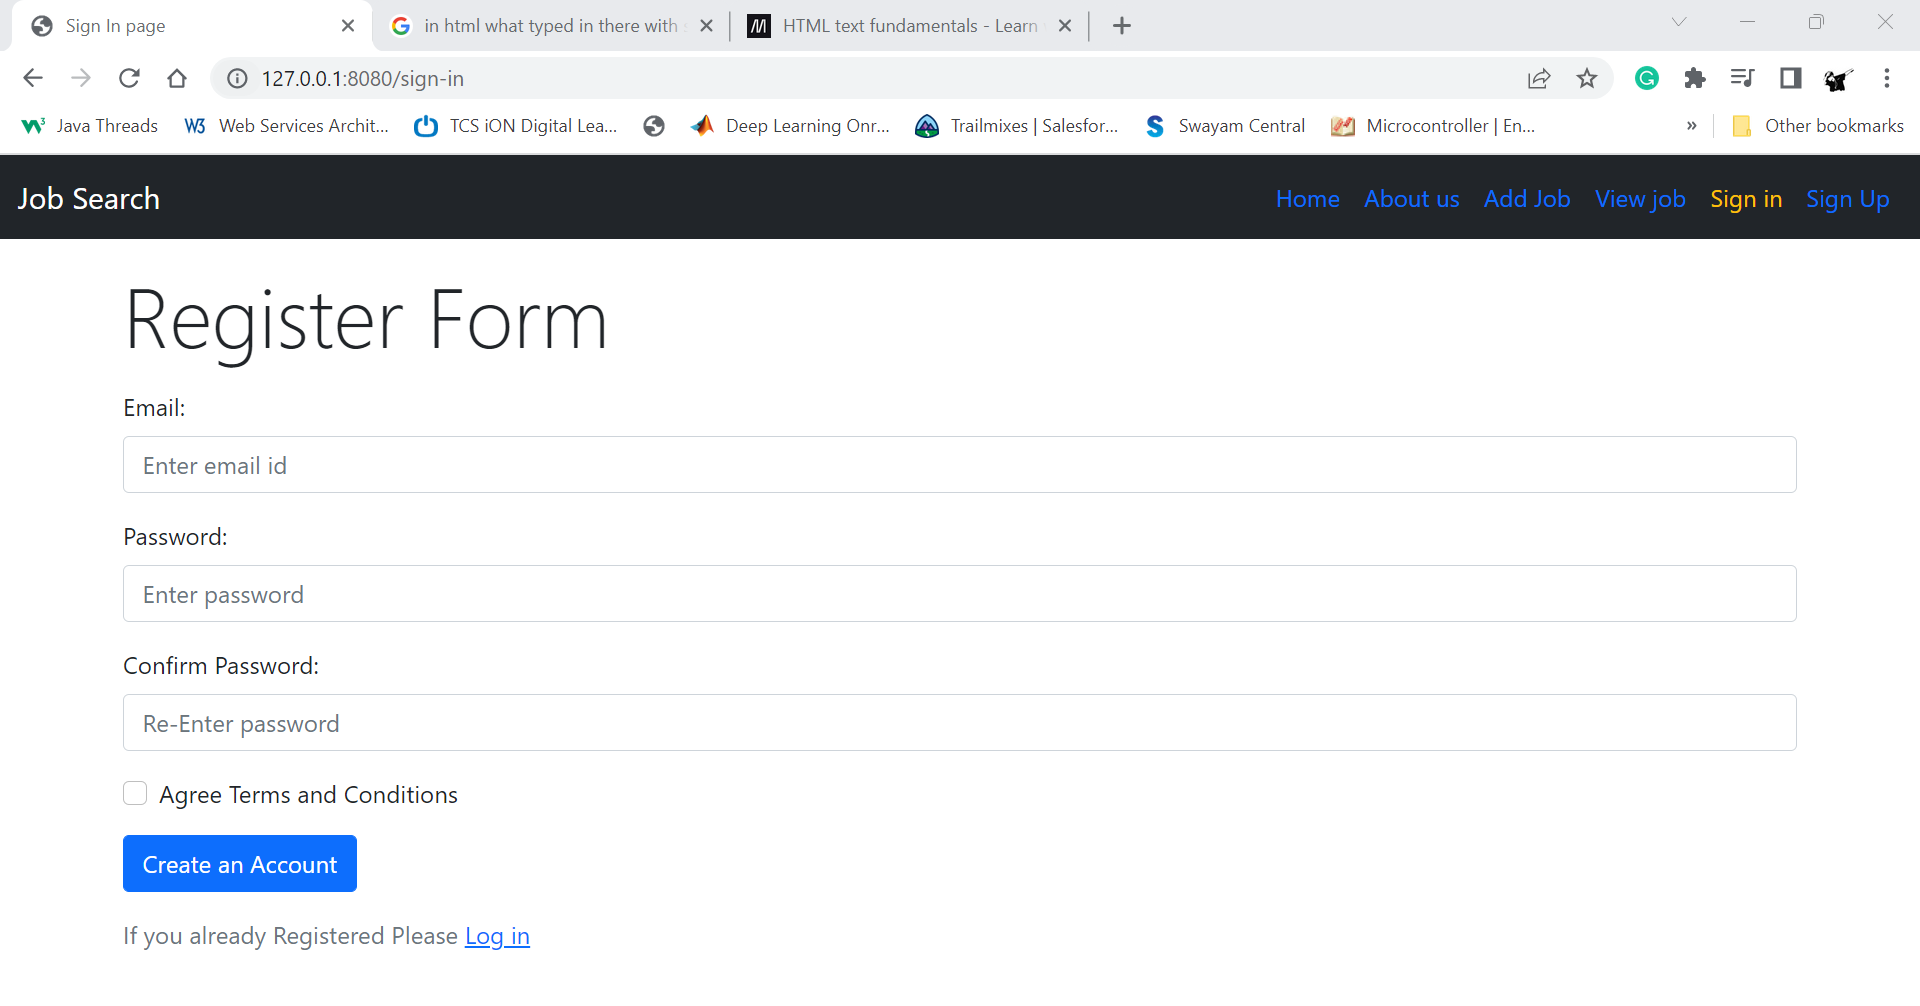 Sign In page
in html what typed in there with
HTML text fundamentals - Learn
127.0.0.1:8080/sign-in
Java Threads
W3 Web Services Archit...
TCS iON Digital Lea...
Deep Learning Onr...
Trailmixes | Salesfor...
Swayam Central
Microcontroller | En...
»
Other bookmarks
Job Search Home About us Add Job View job Sign in Sign Up
Register Form
Email:
Enter email id
Password:
Enter password
Confirm Password:
Re-Enter password
Agree Terms and Conditions
Create an Account
If you already Registered Please Log in